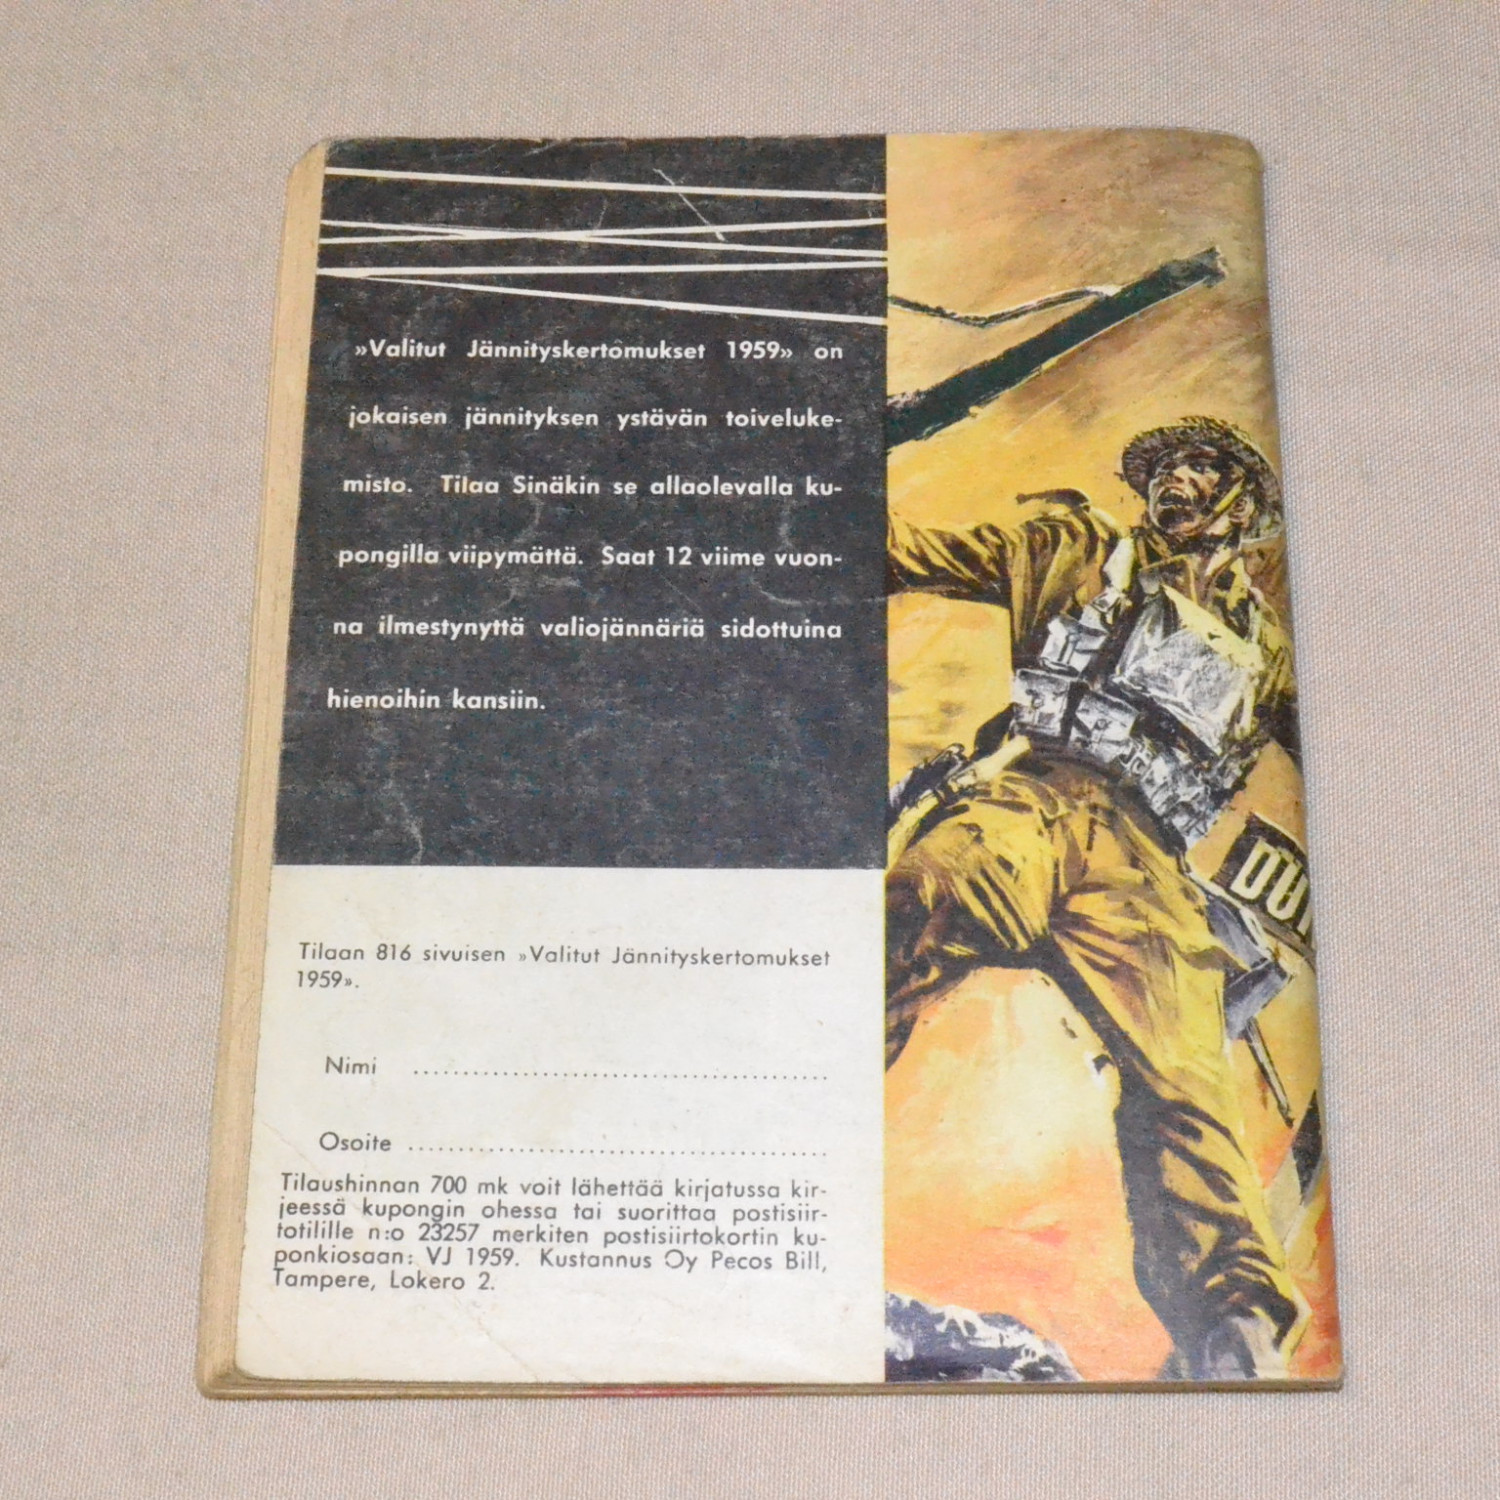 »Valitut Jännityskertomukset 1959» on
jokaisen jännityksen ystävän toiveluke-
misto. Tilaa Sinäkin se allaolevalla ku-
pongilla viipymättä. Saat 12 viime vuon-
na ilmestynyttä valiojännäriä sidottuina
hienoihin kansiin.
Tilaan 816 sivuisen »Valitut Jännityskertomukset
1959».
Nimi ..........................................
Osoite ..........................................
Tilaushinnan 700 mk voit lähettää kirjatussa kir-
jeessä kupongin ohessa tai suorittaa postisiir-
totilille n:o 23257 merkiten postisiirtokortin ku-
ponkiosaan: VJ 1959. Kustannus Oy Pecos Bill,
Tampere, Lokero 2.